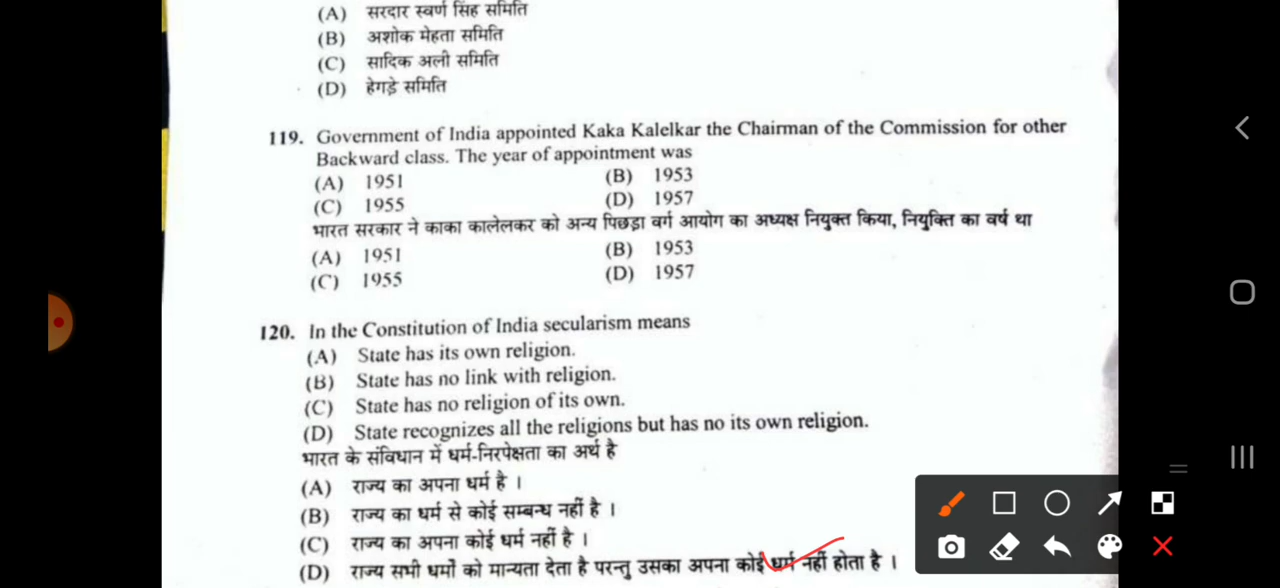 (A) सरदार स्वर्ण सिंह समिति
(B) अशोक मेहता समिति
(C) सादिक अली समिति
(D) हेगड़े समिति
119. Government of India appointed Kaka Kalelkar the Chairman of the Commission for other
Backward class. The year of appointment was
(A) 1951 (B) 1953
(C) 1955 (D) 1957
भारत सरकार ने काका कालेलकर को अन्य पिछड़ा वर्ग आयोग का अध्यक्ष नियुक्त किया, नियुक्ति का वर्ष था
(A) 1951 (B) 1953
(C) 1955 (D) 1957
120. In the Constitution of India secularism means
(A) State has its own religion.
(B) State has no link with religion.
(C) State has no religion of its own.
(D) State recognizes all the religions but has no its own religion.
भारत के संविधान में धर्म-निरपेक्षता का अर्थ है
(A) राज्य का अपना धर्म है ।
(B) राज्य का धर्म से कोई सम्बन्ध नहीं है ।
(C) राज्य का अपना कोई धर्म नहीं है ।
(D) राज्य सभी धर्मों को मान्यता देता है परन्तु उसका अपना कोई धर्म नहीं होता है ।